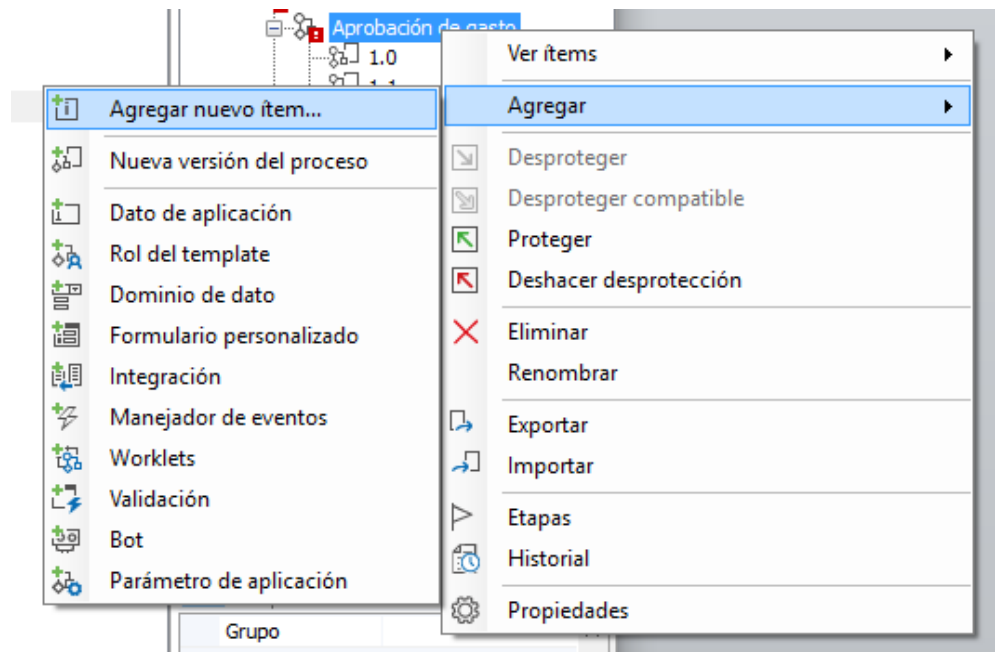 Aprobación de gasto
1.0
1.1
Ver ítems
Agregar
Desproteger
Desproteger compatible
Proteger
Deshacer desprotección
Eliminar
Renombrar
Exportar
Importar
Etapas
Historial
Propiedades
Agregar nuevo ítem...
Nueva versión del proceso
Dato de aplicación
Rol del template
Dominio de dato
Formulario personalizado
Integración
Manejador de eventos
Worklets
Validación
Bot
Parámetro de aplicación
Grupo